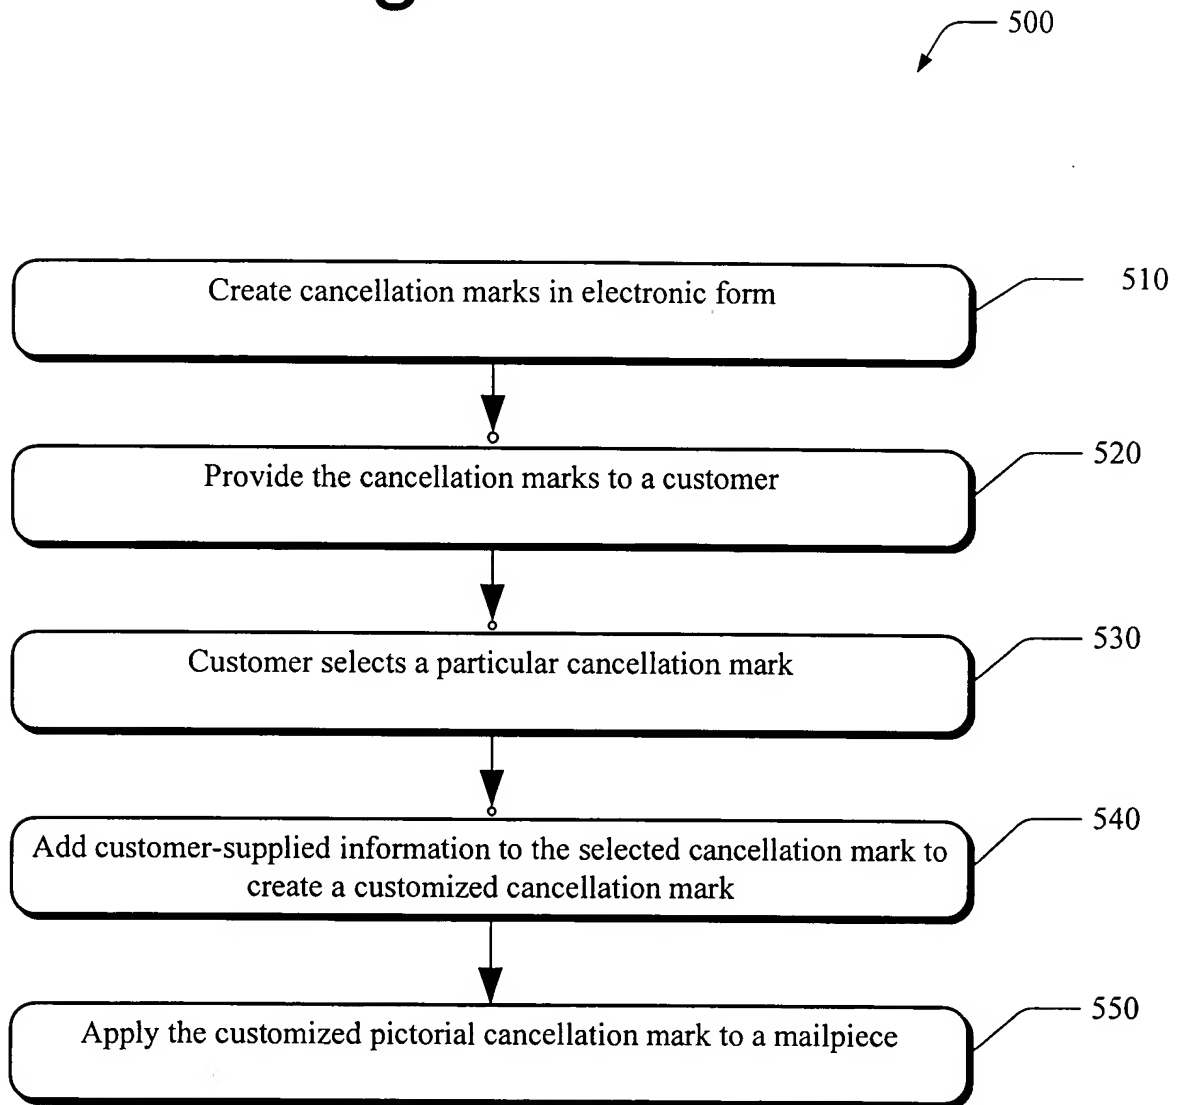 500
Create cancellation marks in electronic form
510
Provide the cancellation marks to a customer
520
Customer selects a particular cancellation mark
530
Add customer-supplied information to the selected cancellation mark to
create a customized cancellation mark
540
Apply the customized pictorial cancellation mark to a mailpiece
550